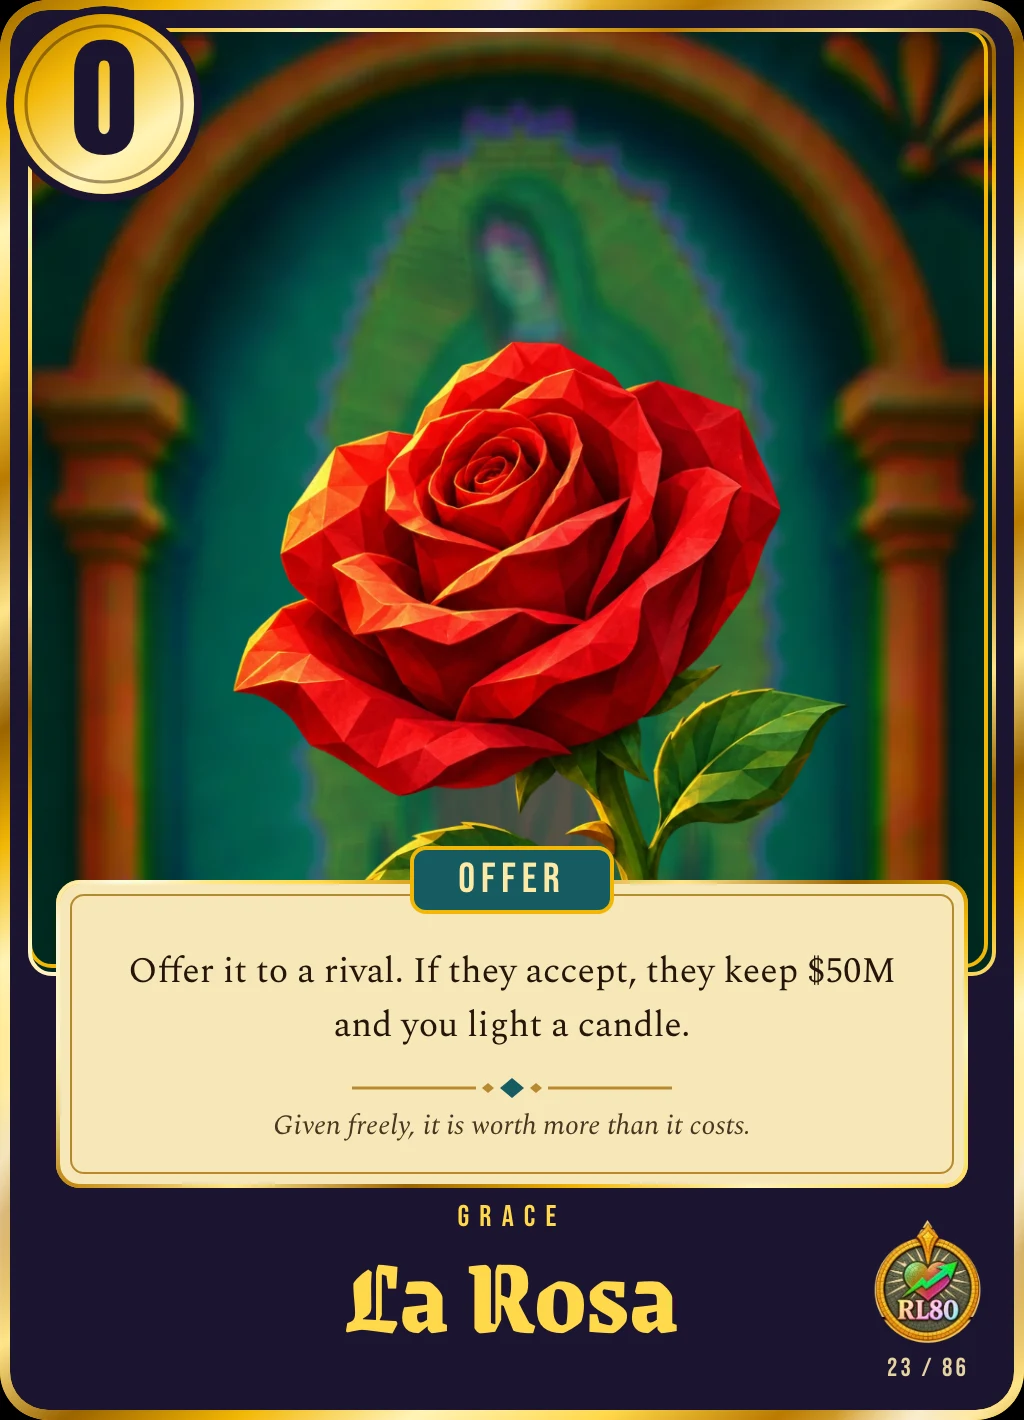 0
OFFER
Offer it to a rival. If they accept, they keep $50M
and you light a candle.
Given freely, it is worth more than it costs.
GRACE
La Rosa
RL80
23 / 86